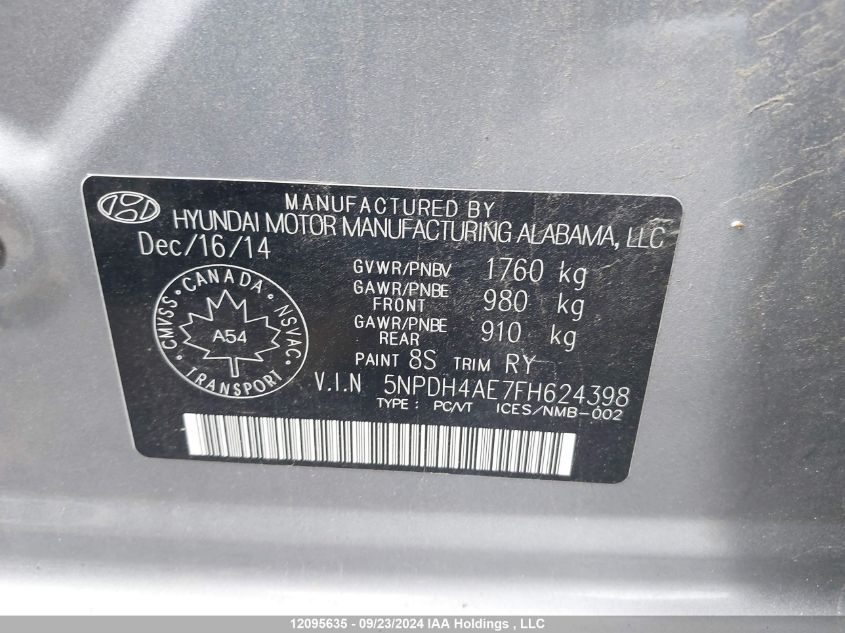 MANUFACTURED BY
HYUNDAI MOTOR MANUFACTURING ALABAMA, LLC
Dec/16/14
GVWR/PNBV 1760 kg
GAWR/PNBE FRONT 980 kg
GAWR/PNBE REAR 910 kg
CANADA
CMVSS • NSVAC
A54
TRANSPORT
PAINT 8S TRIM RY
V.I.N 5NPDH4AE7FH624398
TYPE : PC/VT ICES/NMB-002
12095635 - 09/23/2024 IAA Holdings , LLC